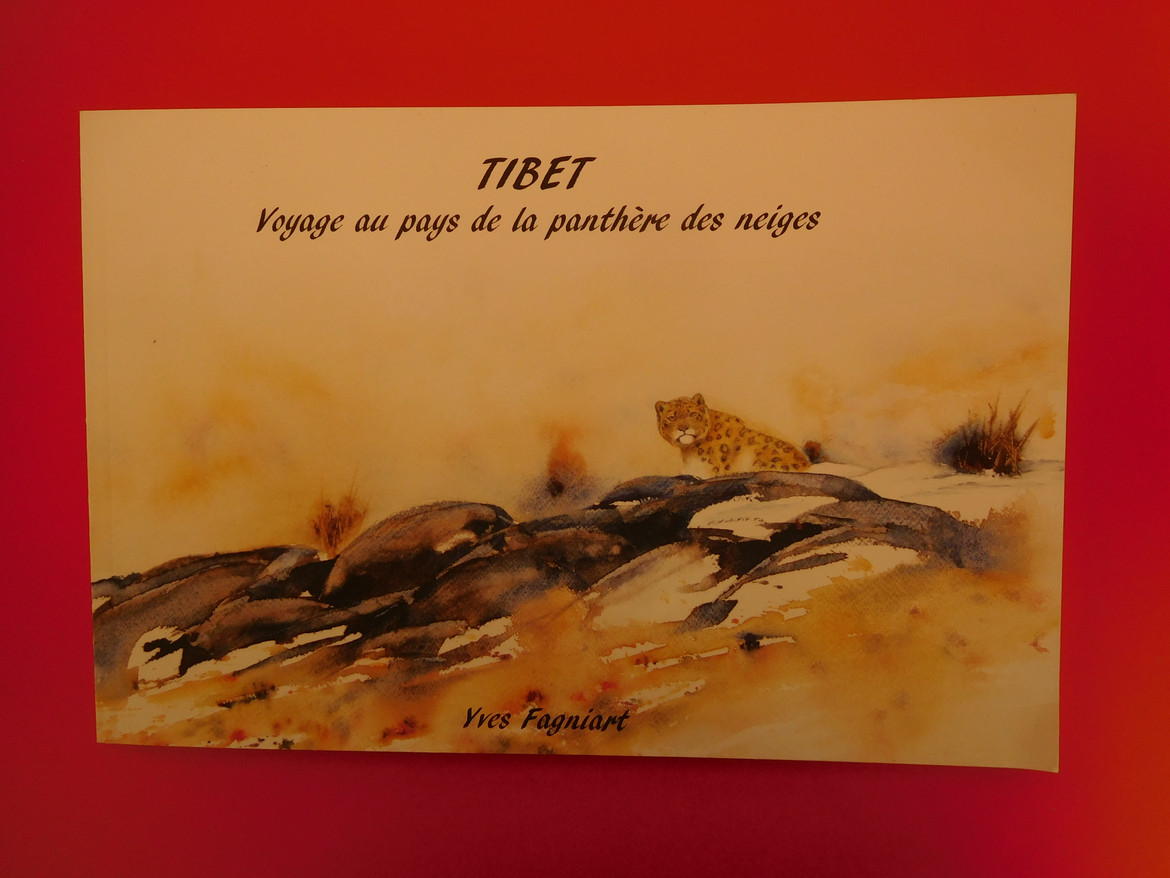 TIBET
Voyage au pays de la panthère des neiges
Yves Fagniart